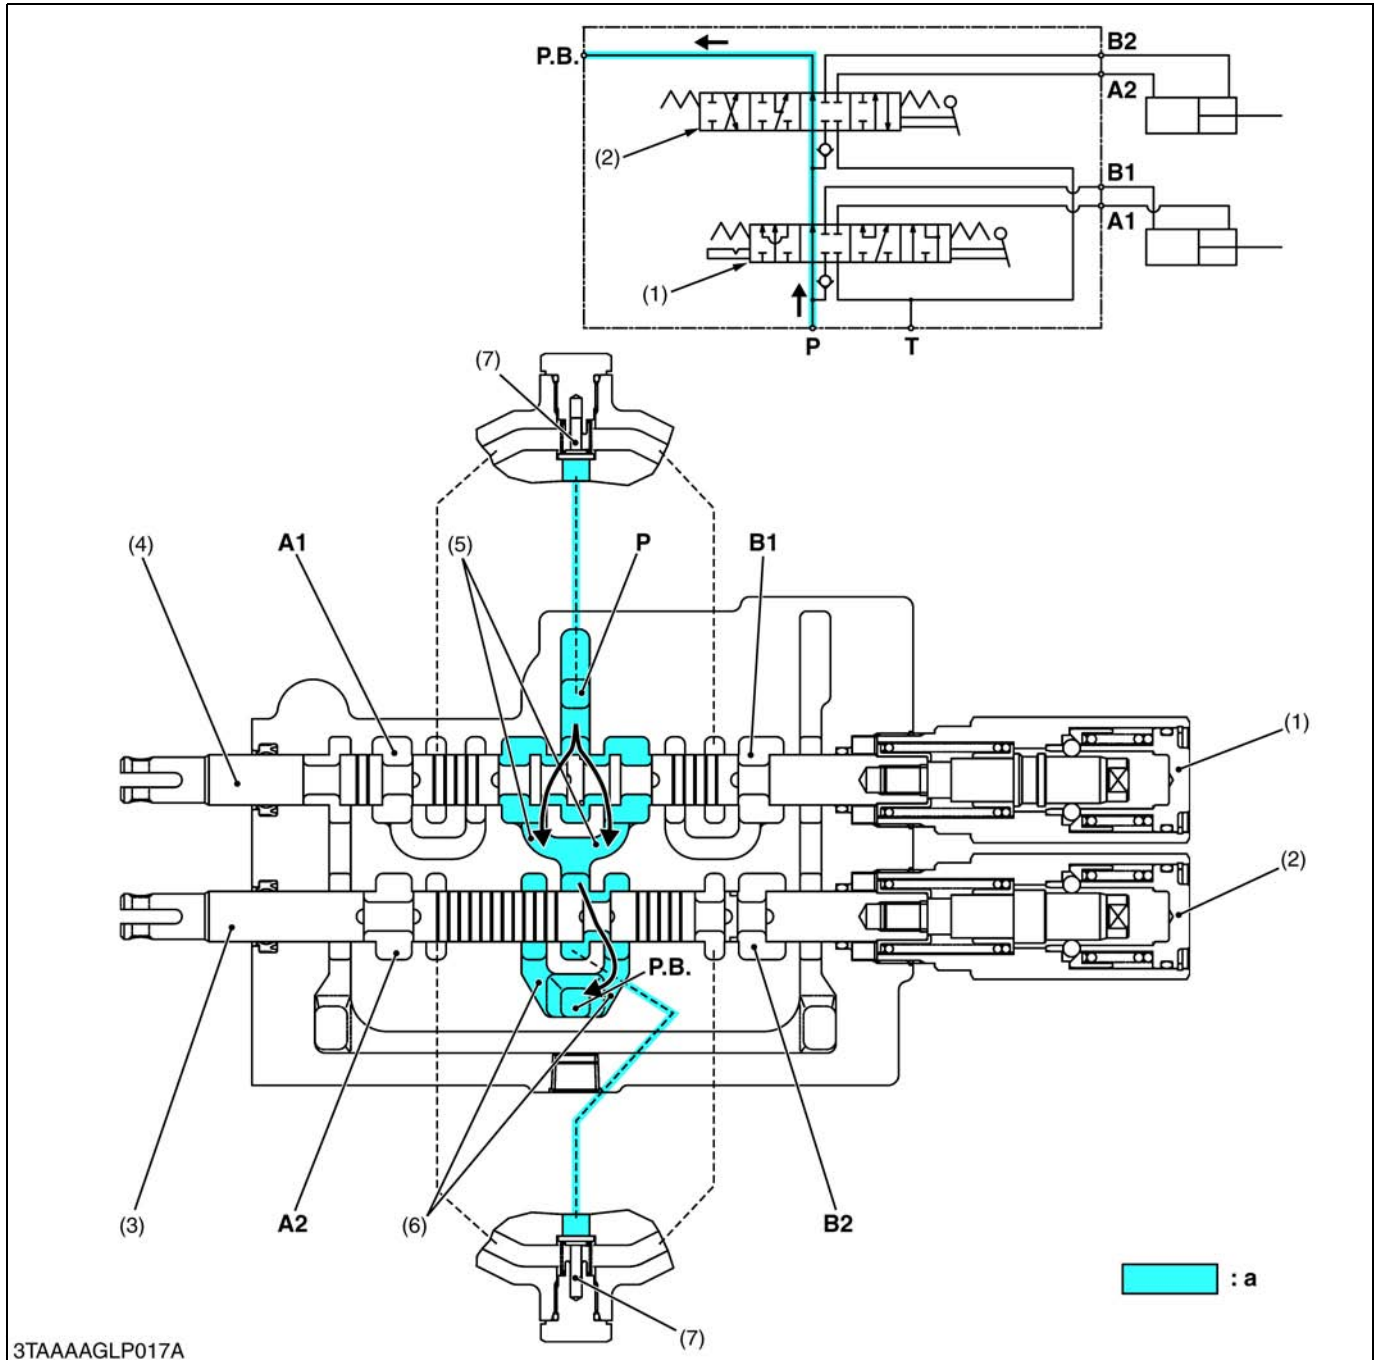 P.B.
B2
A2
(2)
B1
A1
(1)
P
T
(7)
(4)
A1
(5)
P
B1
(1)
(2)
P.B.
(3)
A2
(6)
B2
: a
(7)
3TAAAAGLP017A